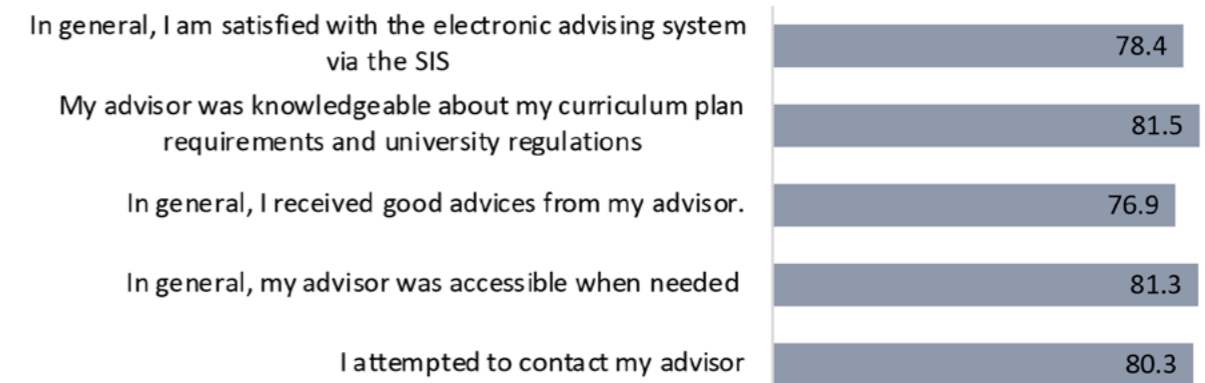 In general, I am satisfied with the electronic advising system
via the SIS
78.4
My advisor was knowledgeable about my curriculum plan
requirements and university regulations
81.5
In general, I received good advices from my advisor.
76.9
In general, my advisor was accessible when needed
81.3
I attempted to contact my advisor
80.3